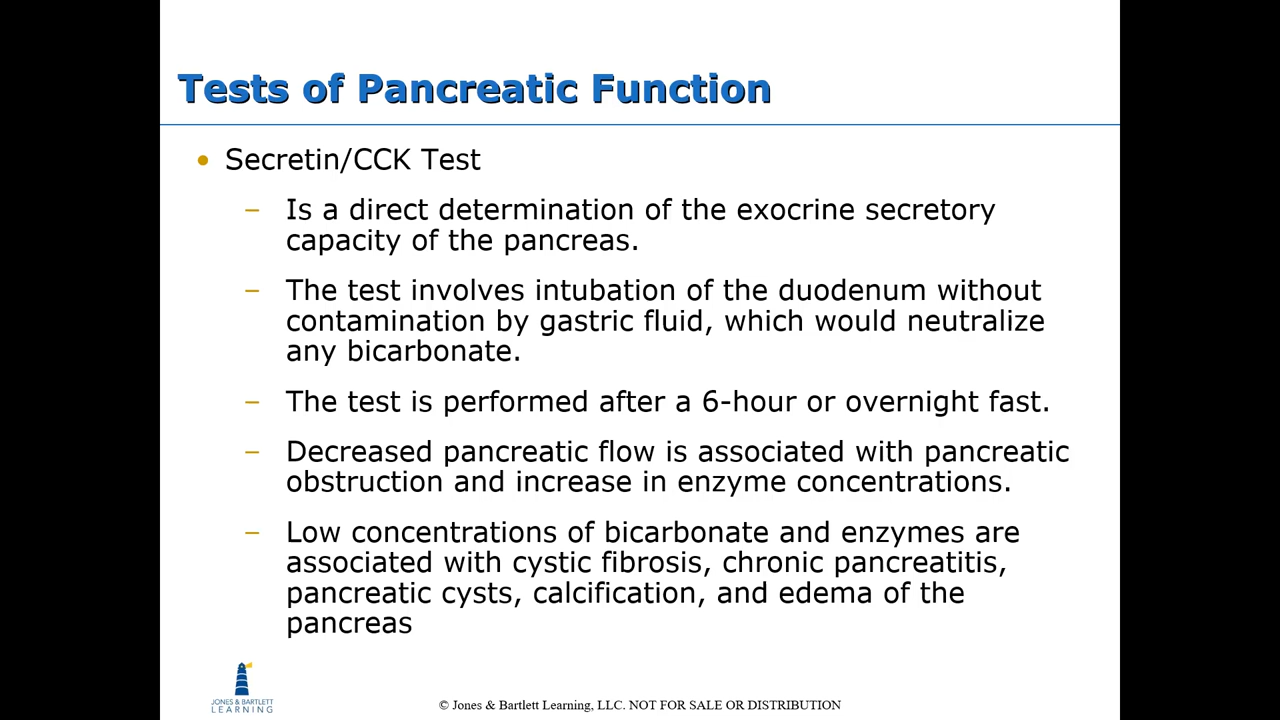 Tests of Pancreatic Function
• Secretin/CCK Test
– Is a direct determination of the exocrine secretory
capacity of the pancreas.
– The test involves intubation of the duodenum without
contamination by gastric fluid, which would neutralize
any bicarbonate.
– The test is performed after a 6-hour or overnight fast.
– Decreased pancreatic flow is associated with pancreatic
obstruction and increase in enzyme concentrations.
– Low concentrations of bicarbonate and enzymes are
associated with cystic fibrosis, chronic pancreatitis,
pancreatic cysts, calcification, and edema of the
pancreas
JONES & BARTLETT
LEARNING
© Jones & Bartlett Learning, LLC. NOT FOR SALE OR DISTRIBUTION